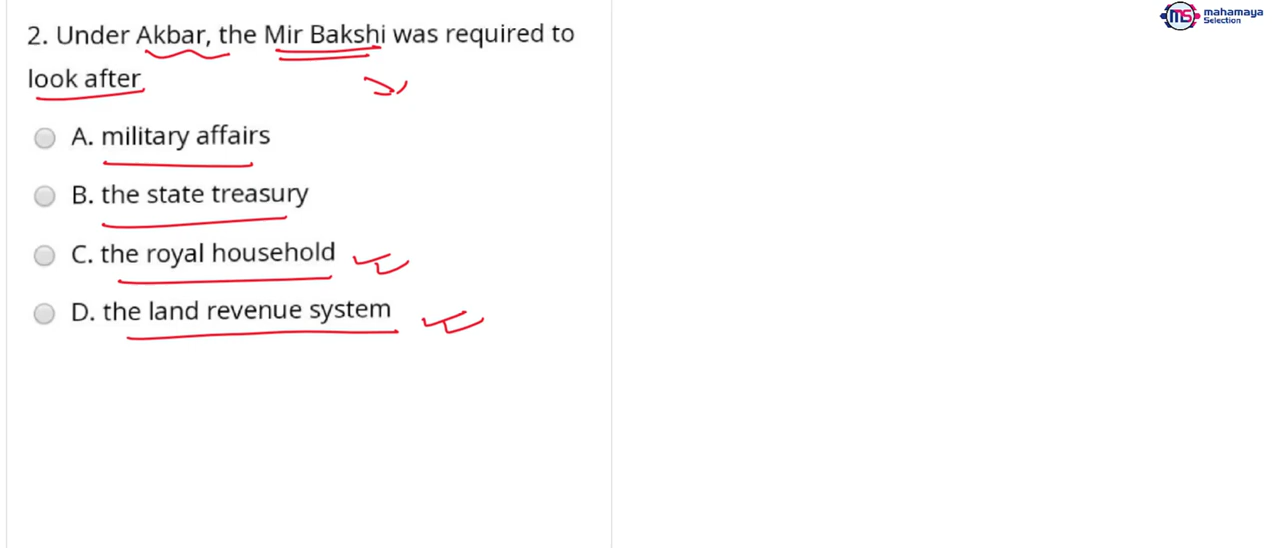 mahamaya
Selection
2. Under Akbar, the Mir Bakshi was required to
look after
A. military affairs
B. the state treasury
C. the royal household
D. the land revenue system